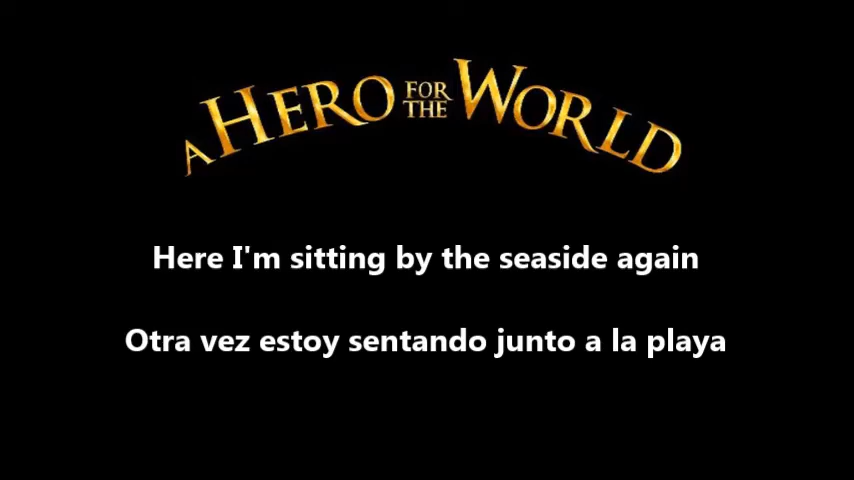 A HERO FOR THE WORLD
Here I'm sitting by the seaside again
Otra vez estoy sentando junto a la playa